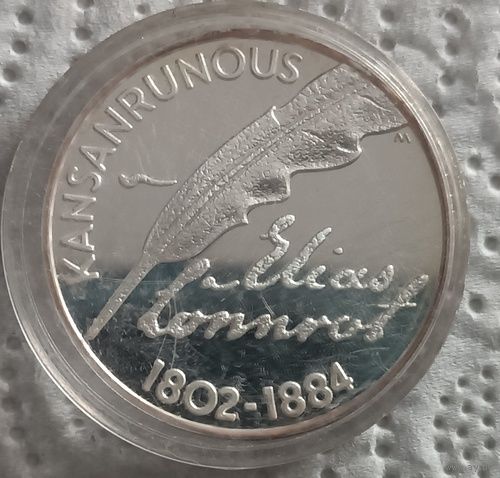 KANSANRUNOUS
M
Elias
Lönnrot
1802-1884